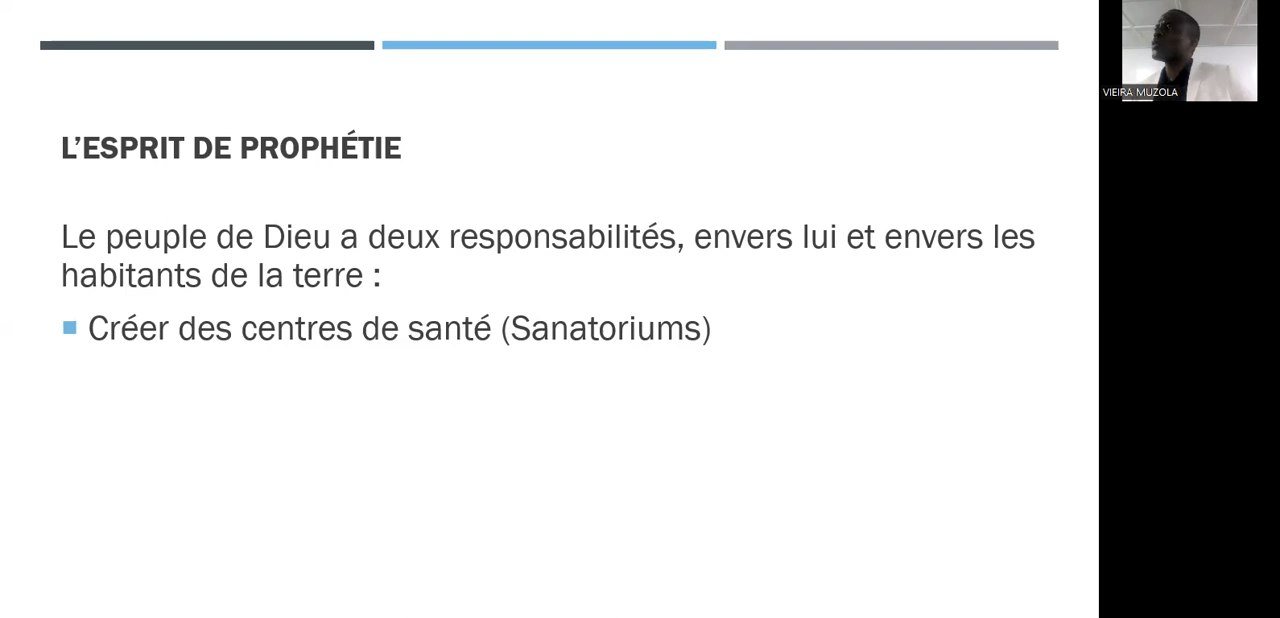 L’ESPRIT DE PROPHÉTIE
Le peuple de Dieu a deux responsabilités, envers lui et envers les
habitants de la terre :
Créer des centres de santé (Sanatoriums)
VIEIRA MUZOLA